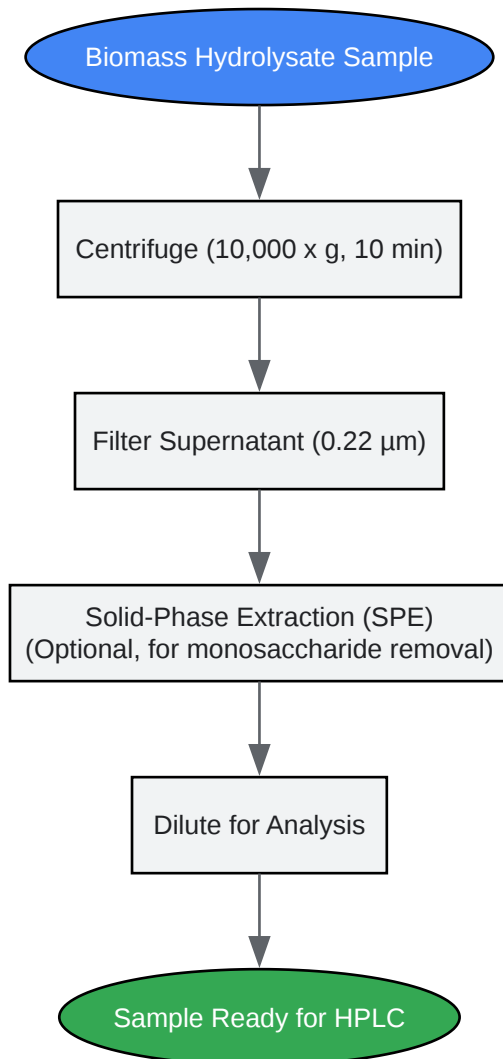 Biomass Hydrolysate Sample
Centrifuge (10,000 x g, 10 min)
Filter Supernatant (0.22 µm)
Solid-Phase Extraction (SPE)
(Optional, for monosaccharide removal)
Dilute for Analysis
Sample Ready for HPLC